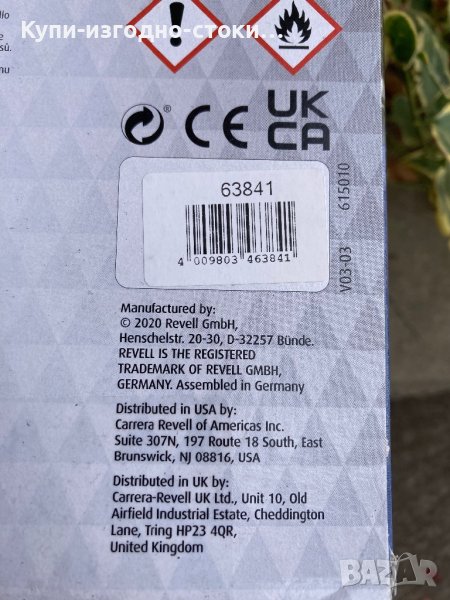 llo
Купи-изгодно-стоки...
e
sů.
nu
®
CE
UK
CA
63841
4 009803 463841
V03-03 615010
Manufactured by:
© 2020 Revell GmbH,
Henschelstr. 20-30, D-32257 Bünde.
REVELL IS THE REGISTERED
TRADEMARK OF REVELL GMBH,
GERMANY. Assembled in Germany
Distributed in USA by:
Carrera Revell of Americas Inc.
Suite 307N, 197 Route 18 South, East
Brunswick, NJ 08816, USA
Distributed in UK by:
Carrera-Revell UK Ltd., Unit 10, Old
Airfield Industrial Estate, Cheddington
Lane, Tring HP23 4QR,
United Kingdom
BAZAR